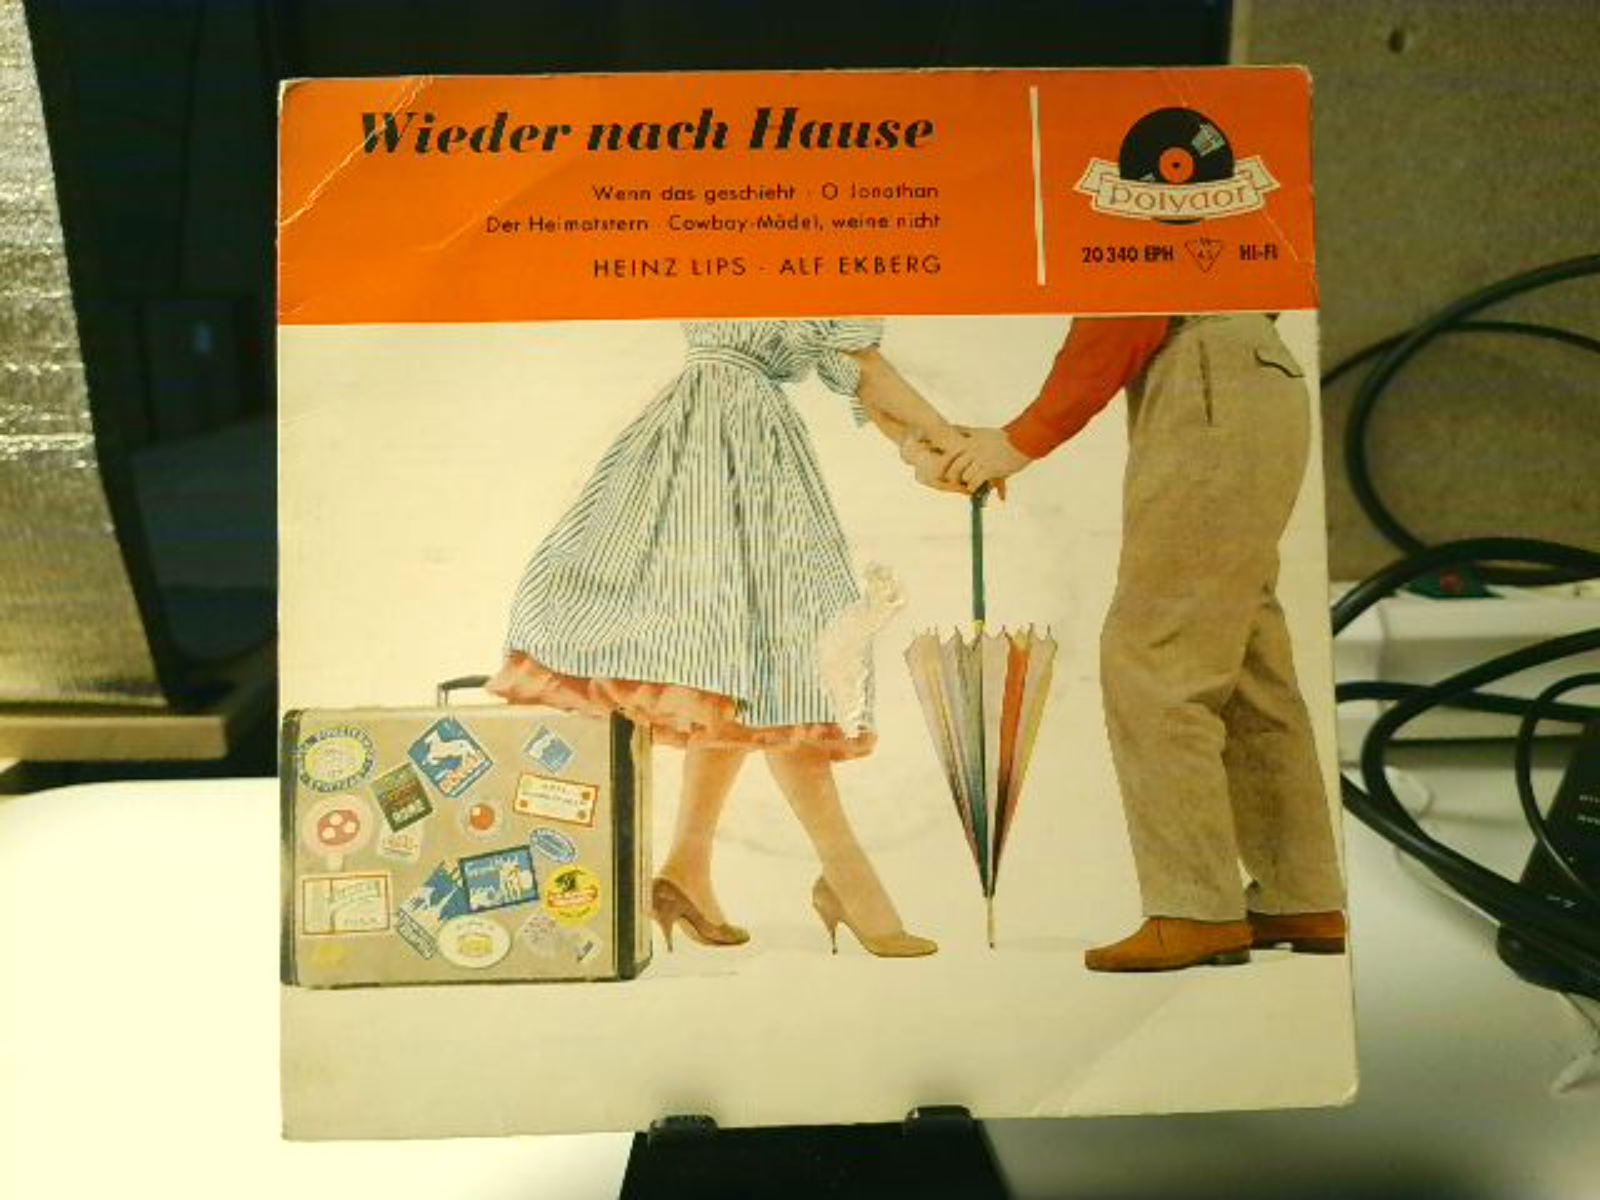 Wieder nach Hause
Wenn das geschieht · O Jonathan
Der Heimatstern · Cowboy-Mädel, weine nicht
HEINZ LIPS · ALF EKBERG
Polydor
20 340 EPH 45 HI-FI